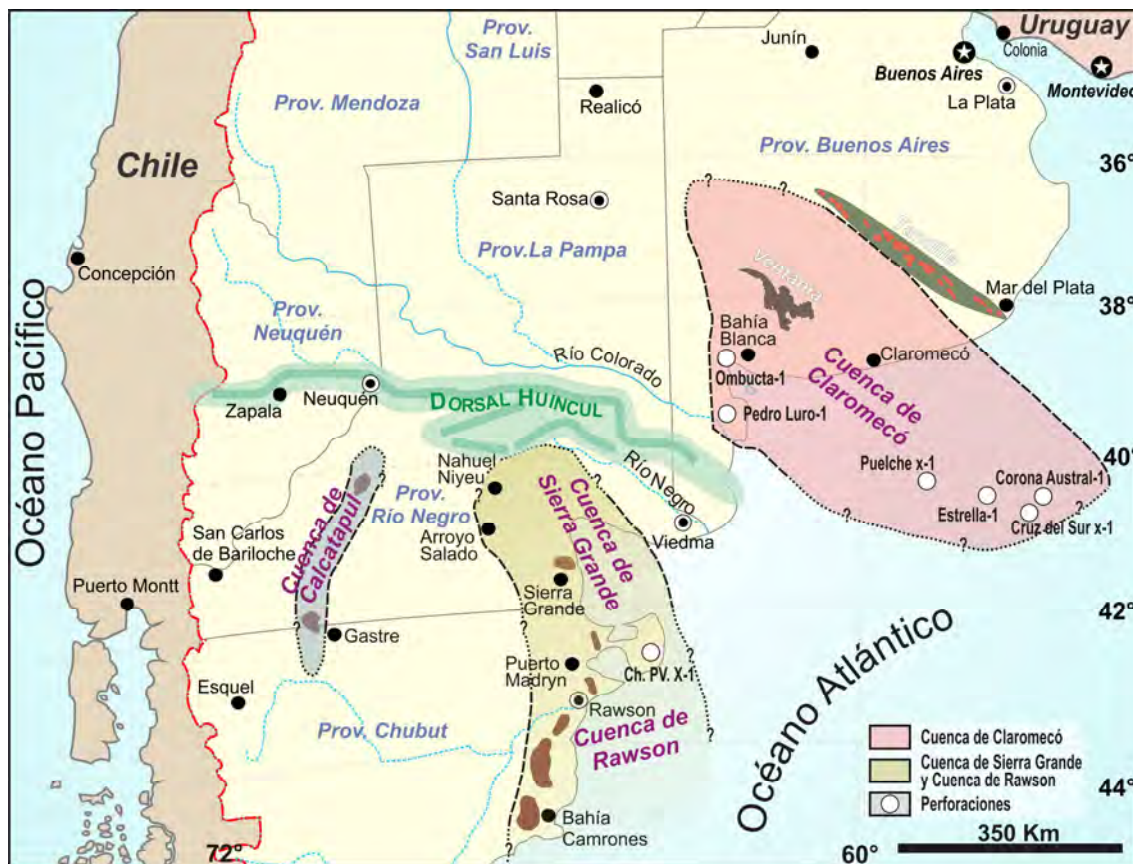 Prov.
San Luis
Junín
Uruguay
Colonia
Buenos Aires
Montevideo
La Plata
Prov. Mendoza
Realicó
Prov. Buenos Aires
Chile
36°
?
?
Santa Rosa
Tandilia
Prov.La Pampa
Concepción
Ventania
Océano Pacífico
Prov.
Neuquén
Mar del Plata
38°
Bahía
Blanca
Río Colorado
Claromecó
Ombucta-1
Cuenca de
Claromecó
Zapala
Neuquén
DORSAL HUINCUL
Pedro Luro-1
?
Nahuel
Niyeu
Río Negro
Puelche x-1
40°
Corona Austral-1
?
Prov.
Río Negro
Cuenca de
Sierra Grande
Estrella-1
Cruz del Sur x-1
San Carlos
de Bariloche
Cuenca de
Calcatapul
Arroyo
Salado
Viedma
?
?
Puerto Montt
Sierra
Grande
42°
?
Gastre
Océano Atlántico
Puerto
Madryn
Ch. PV. X-1
?
Esquel
Rawson
Prov. Chubut
Cuenca de
Rawson
?
Cuenca de Claromecó
Cuenca de Sierra Grande
y Cuenca de Rawson
44°
Perforaciones
Bahía
Camrones
350 Km
72°
?
60°